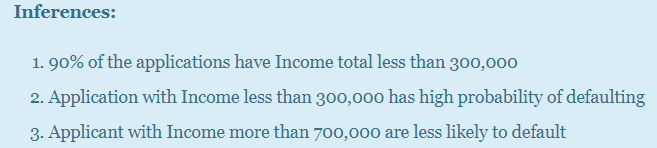 Inferences:
1. 90% of the applications have Income total less than 300,000
2. Application with Income less than 300,000 has high probability of defaulting
3. Applicant with Income more than 700,000 are less likely to default